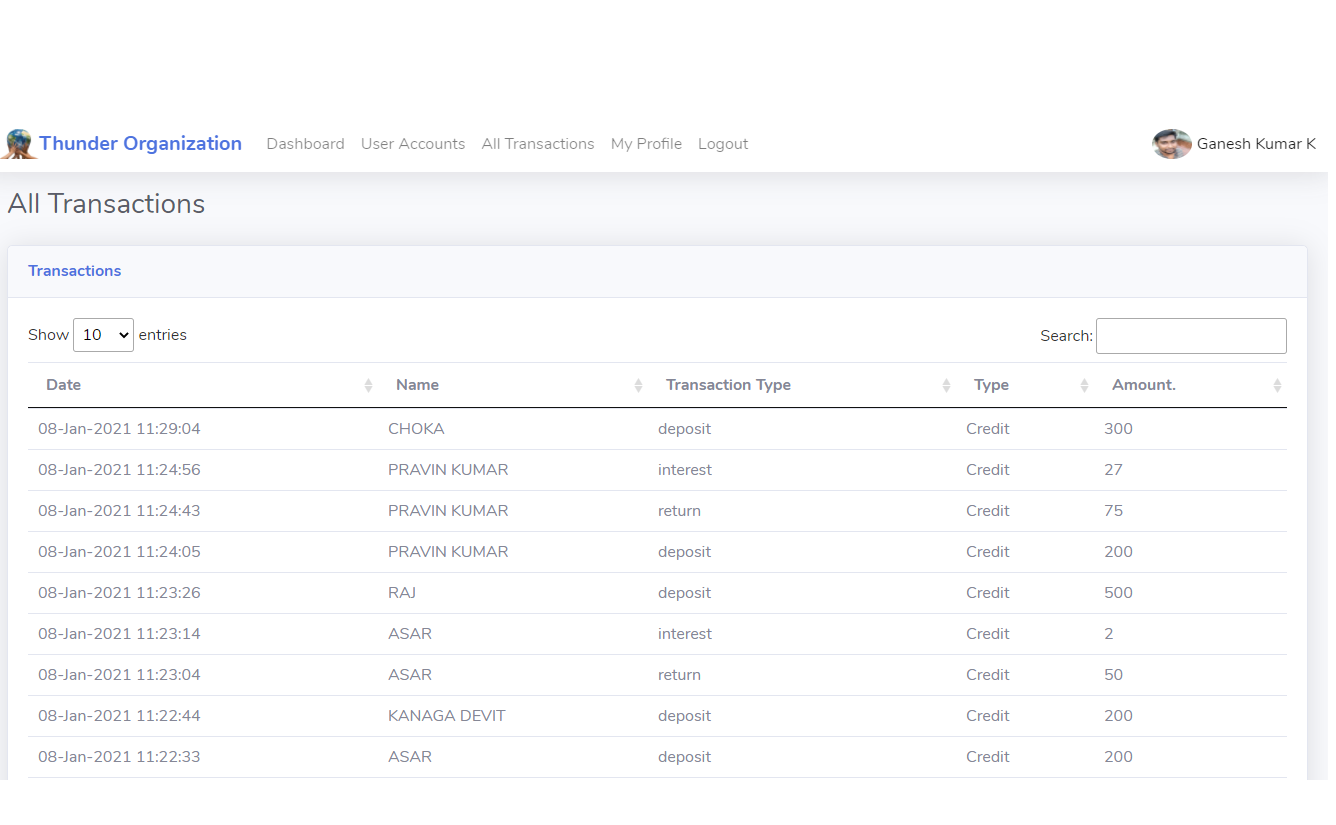 Thunder Organization Dashboard User Accounts All Transactions My Profile Logout Ganesh Kumar K
All Transactions
Transactions
Show 10 entries Search:
Date Name Transaction Type Type Amount.
08-Jan-2021 11:29:04 CHOKA deposit Credit 300
08-Jan-2021 11:24:56 PRAVIN KUMAR interest Credit 27
08-Jan-2021 11:24:43 PRAVIN KUMAR return Credit 75
08-Jan-2021 11:24:05 PRAVIN KUMAR deposit Credit 200
08-Jan-2021 11:23:26 RAJ deposit Credit 500
08-Jan-2021 11:23:14 ASAR interest Credit 2
08-Jan-2021 11:23:04 ASAR return Credit 50
08-Jan-2021 11:22:44 KANAGA DEVIT deposit Credit 200
08-Jan-2021 11:22:33 ASAR deposit Credit 200